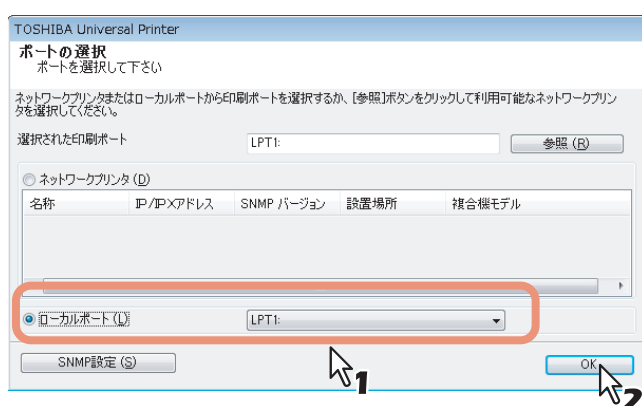 TOSHIBA Universal Printer
ポートの選択
ポートを選択して下さい
ネットワークプリンタまたはローカルポートから印刷ポートを選択するか、[参照]ボタンをクリックして利用可能なネットワークプリン
タを選択してください。
選択された印刷ポート LPT1: 参照 (R)
ネットワークプリンタ (D)
名称 IP/IPXアドレス SNMP バージョン 設置場所 複合機モデル
ローカルポート (L) LPT1:
SNMP設定 (S) 1 OK 2